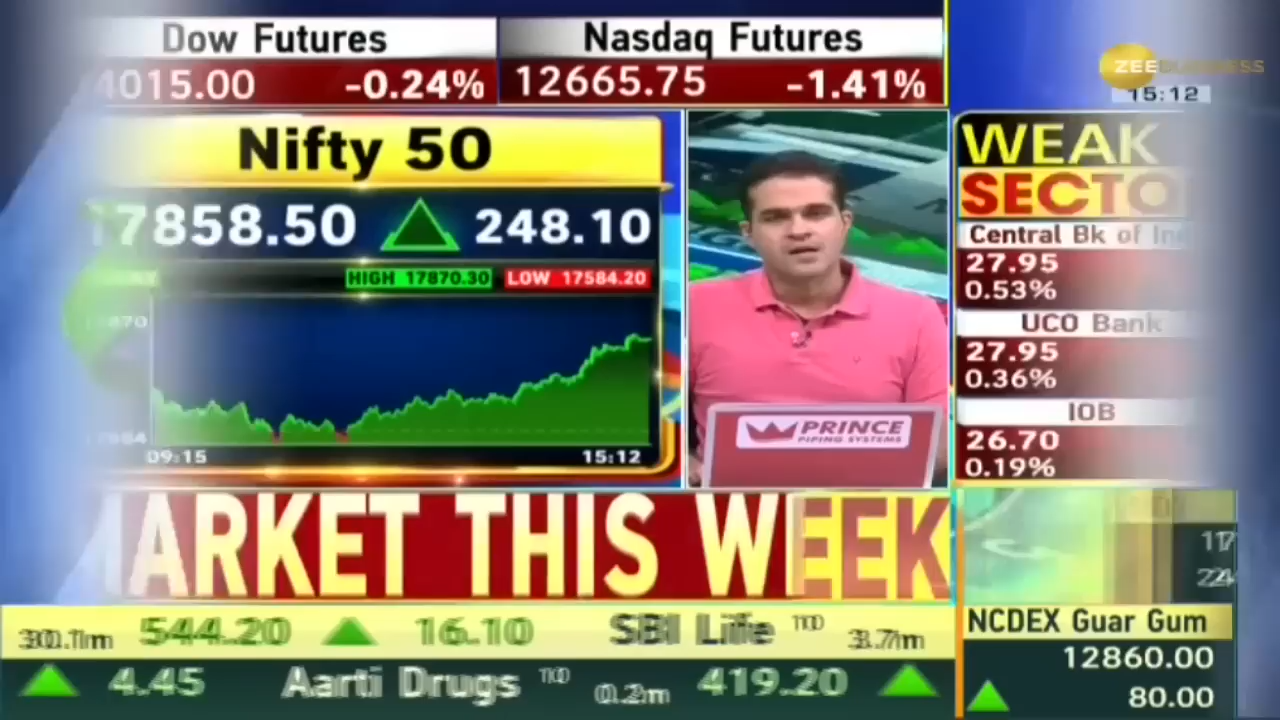 Dow Futures
4015.00 -0.24%
Nasdaq Futures
12665.75 -1.41%
ZEE BUSINESS
15:12
Nifty 50
17858.50 248.10
HIGH 17870.30 LOW 17584.20
09:15 15:12
PRINCE
PIPING SYSTEMS
WEAK
SECTO
Central Bk of In
27.95
0.53%
UCO Bank
27.95
0.36%
IOB
26.70
0.19%
MARKET THIS WEEK
544.20 16.10 SBI Life 3.7m
4.45 Aarti Drugs 0.2m 419.20
NCDEX Guar Gum
12860.00
80.00